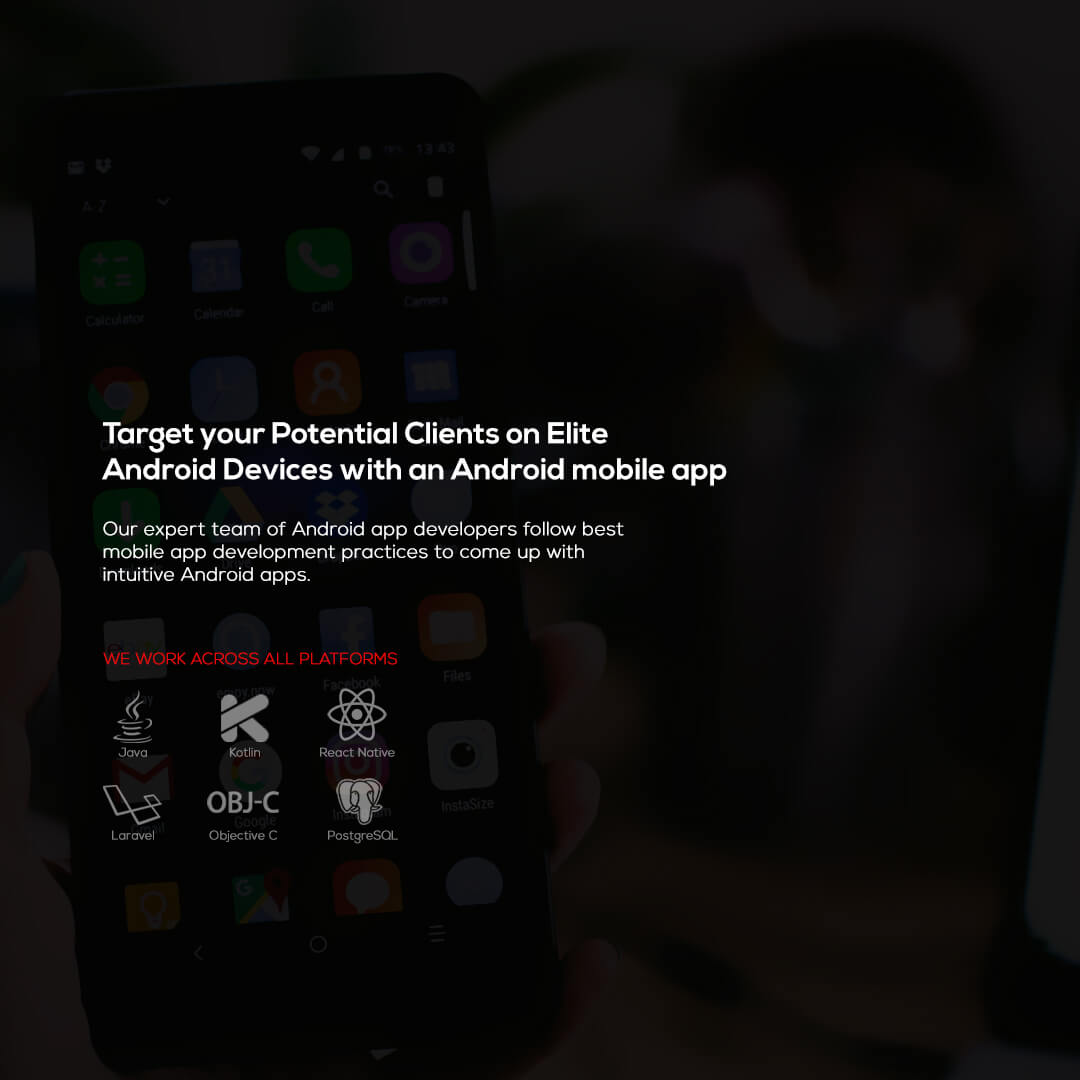 13:43
A-Z
31
Calculator
Calendar
Call
Camera
Target your Potential Clients on Elite
Android Devices with an Android mobile app
Our expert team of Android app developers follow best
mobile app development practices to come up with
intuitive Android apps.
WE WORK ACROSS ALL PLATFORMS
Facebook
Files
Java
Kotlin
React Native
OBJ-C
Google
InstaSize
Laravel
Objective C
PostgreSQL
G